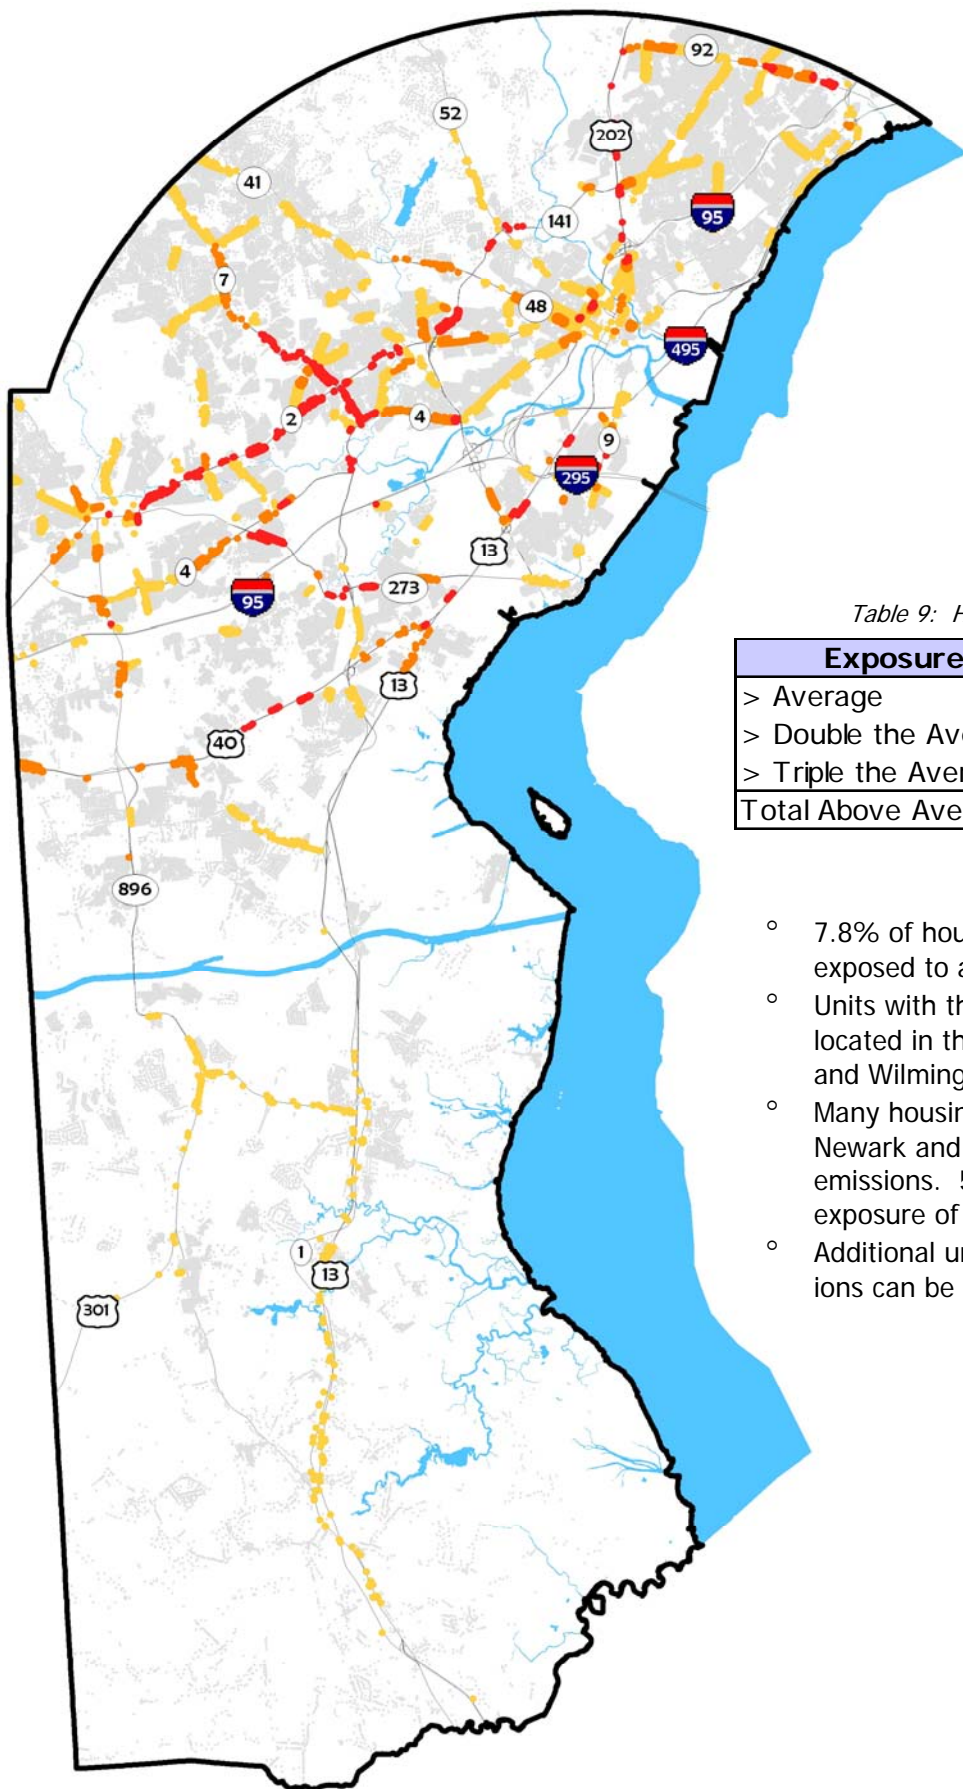 92
52
202
41
141
95
7
48
495
2
4
9
295
13
4
273
95
Table 9: H
Exposure
> Average
13
> Double the Ave
40
> Triple the Aver
Total Above Ave
896
° 7.8% of hou
exposed to a
° Units with th
located in th
and Wilming
° Many housin
Newark and
emissions. 5
exposure of
1
° Additional un
13
ions can be
301